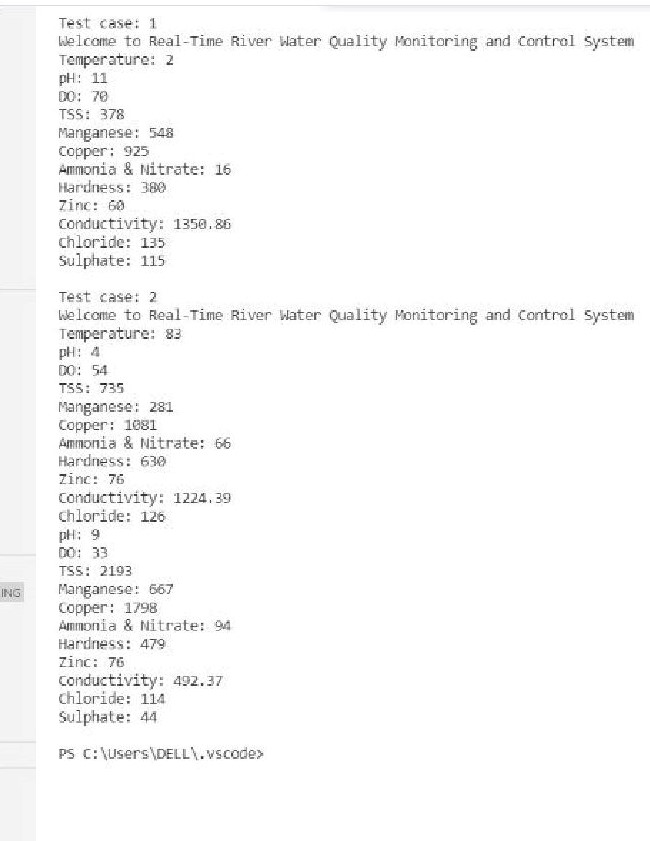 Test case: 1
Welcome to Real-Time River Water Quality Monitoring and Control System
Temperature: 2
pH: 11
DO: 70
TSS: 378
Manganese: 548
Copper: 925
Ammonia & Nitrate: 16
Hardness: 380
Zinc: 60
Conductivity: 1350.86
Chloride: 135
Sulphate: 115
Test case: 2
Welcome to Real-Time River Water Quality Monitoring and Control System
Temperature: 83
pH: 4
DO: 54
TSS: 735
Manganese: 281
Copper: 1081
Ammonia & Nitrate: 66
Hardness: 630
Zinc: 76
Conductivity: 1224.39
Chloride: 126
pH: 9
DO: 33
TSS: 2193
ING
Manganese: 667
Copper: 1798
Ammonia & Nitrate: 94
Hardness: 479
Zinc: 76
Conductivity: 492.37
Chloride: 114
Sulphate: 44
PS C:\Users\DELL\.vscode>